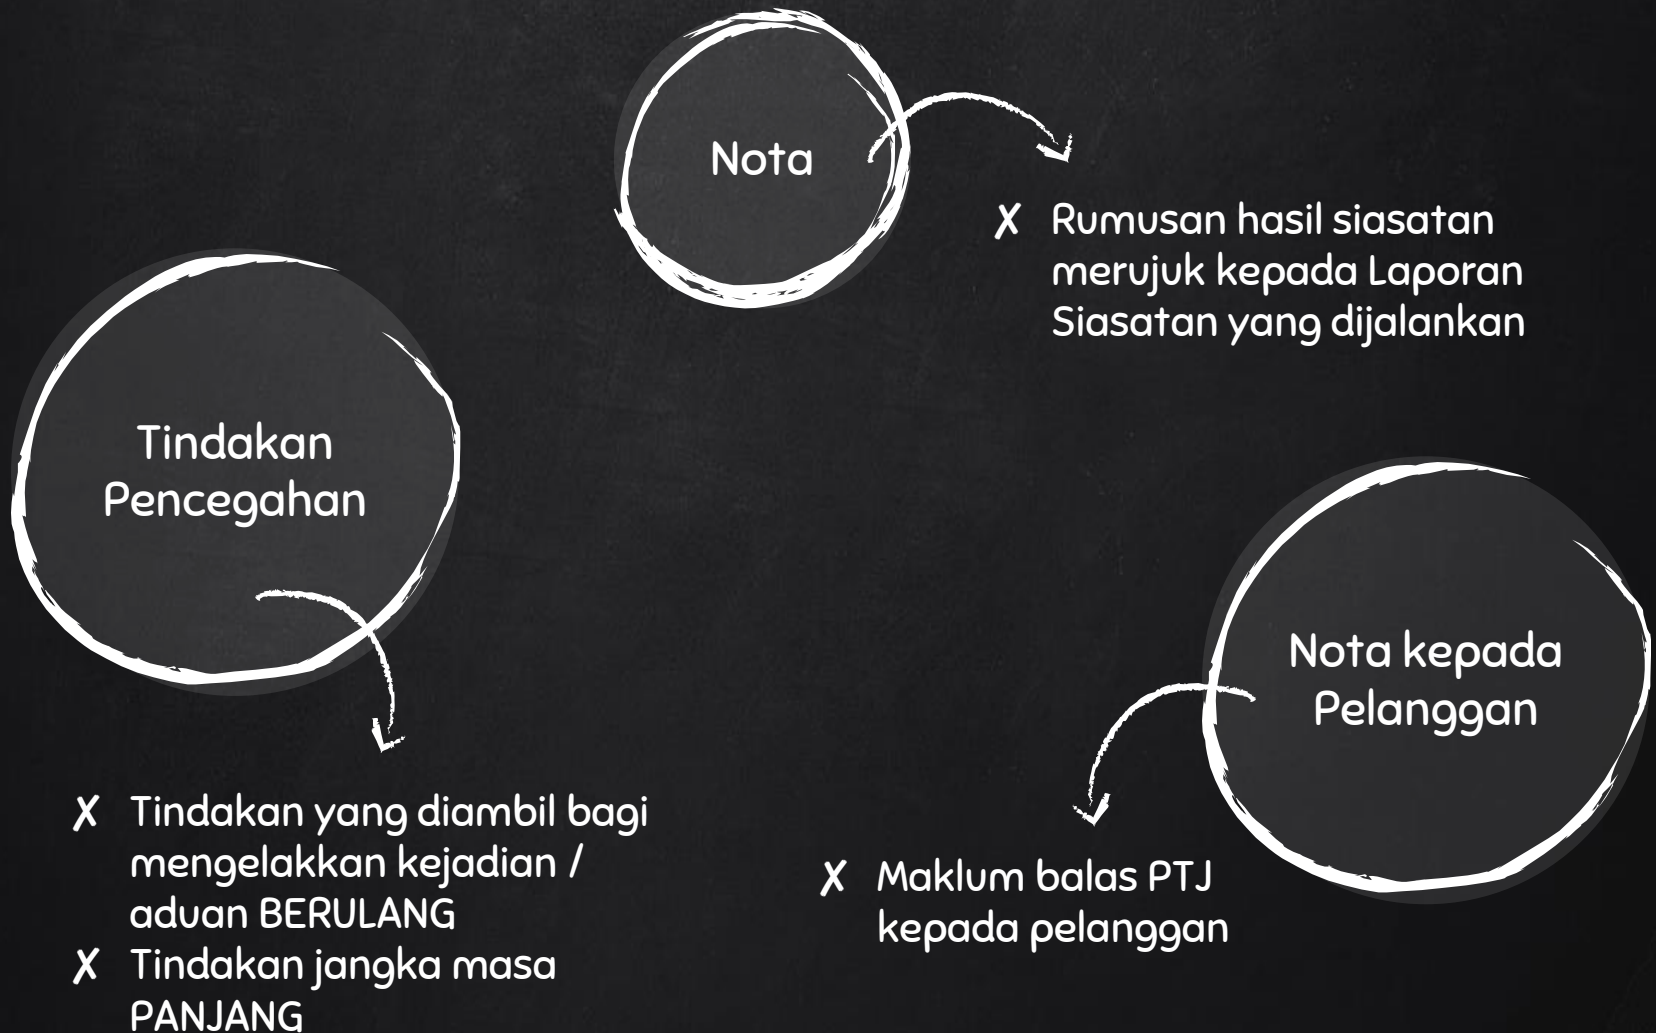 Nota
✗ Rumusan hasil siasatan
merujuk kepada Laporan
Siasatan yang dijalankan
Tindakan
Pencegahan
✗ Tindakan yang diambil bagi
mengelakkan kejadian /
aduan BERULANG
✗ Tindakan jangka masa
PANJANG
Nota kepada
Pelanggan
✗ Maklum balas PTJ
kepada pelanggan